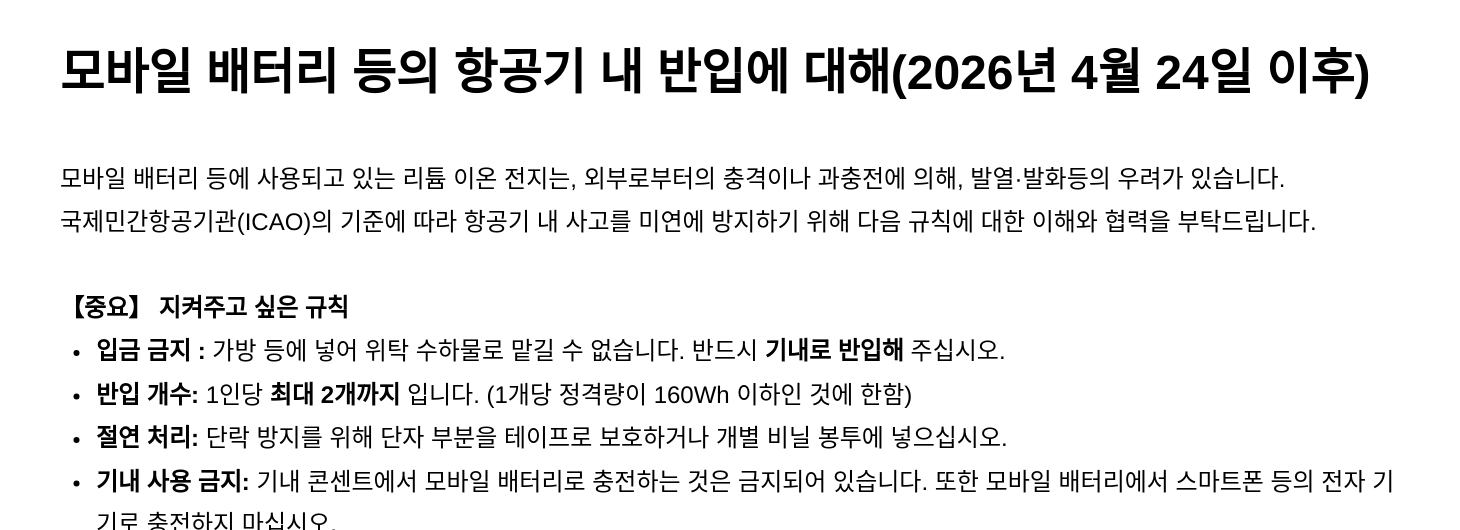 모바일 배터리 등의 항공기 내 반입에 대해(2026년 4월 24일 이후)
모바일 배터리 등에 사용되고 있는 리튬 이온 전지는, 외부로부터의 충격이나 과충전에 의해, 발열·발화등의 우려가 있습니다.
국제민간항공기관(ICAO)의 기준에 따라 항공기 내 사고를 미연에 방지하기 위해 다음 규칙에 대한 이해와 협력을 부탁드립니다.
【중요】 지켜주고 싶은 규칙
• 입금 금지 : 가방 등에 넣어 위탁 수하물로 맡길 수 없습니다. 반드시 기내로 반입해 주십시오.
• 반입 개수: 1인당 최대 2개까지 입니다. (1개당 정격량이 160Wh 이하인 것에 한함)
• 절연 처리: 단락 방지를 위해 단자 부분을 테이프로 보호하거나 개별 비닐 봉투에 넣으십시오.
• 기내 사용 금지: 기내 콘센트에서 모바일 배터리로 충전하는 것은 금지되어 있습니다. 또한 모바일 배터리에서 스마트폰 등의 전자 기
기로 충전하지 마십시오.